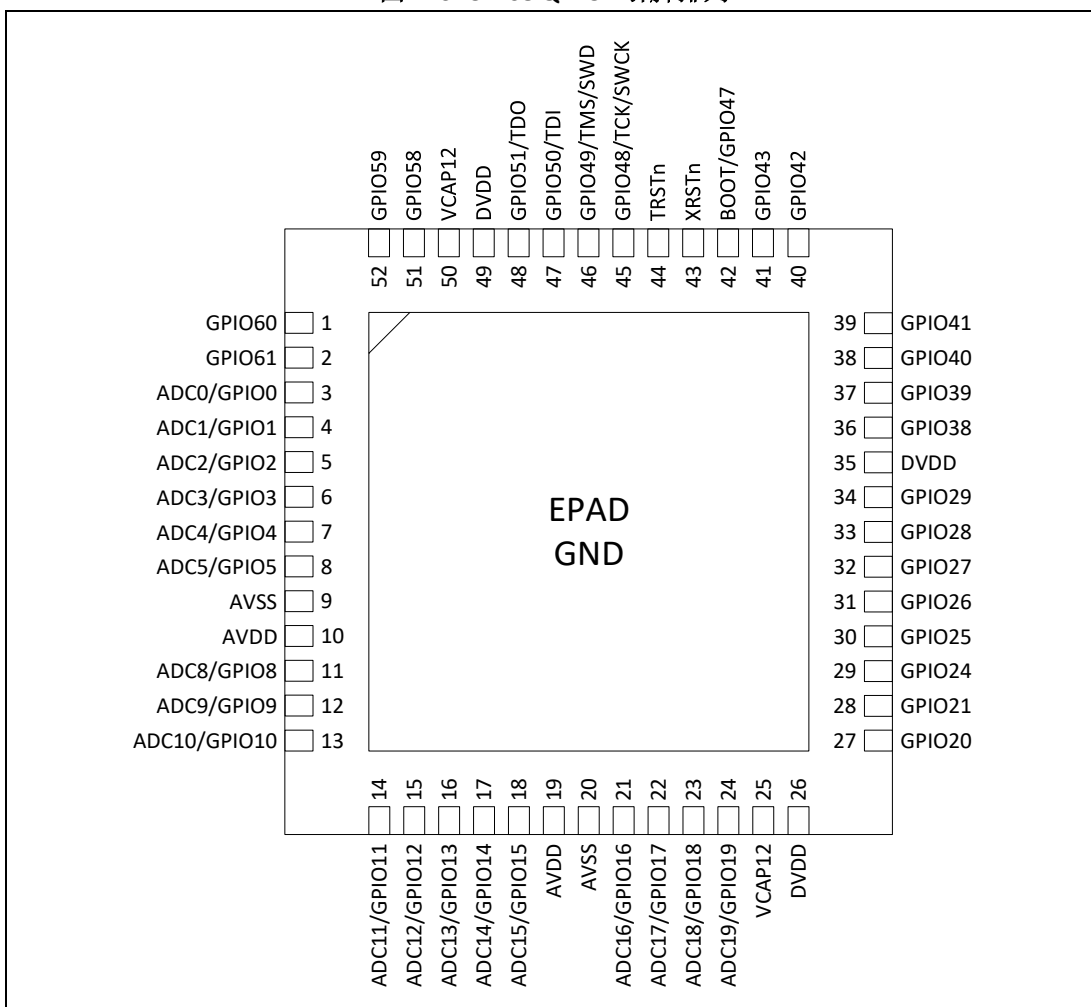 GPIO59
GPIO58
VCAP12
DVDD
GPIO51/TDO
GPIO50/TDI
GPIO49/TMS/SWD
GPIO48/TCK/SWCK
TRSTn
XRSTn
BOOT/GPIO47
GPIO43
GPIO42
52
51
50
49
48
47
46
45
44
43
42
41
40
GPIO60 1
GPIO61 2
ADC0/GPIO0 3
ADC1/GPIO1 4
ADC2/GPIO2 5
ADC3/GPIO3 6
ADC4/GPIO4 7
ADC5/GPIO5 8
AVSS 9
AVDD 10
ADC8/GPIO8 11
ADC9/GPIO9 12
ADC10/GPIO10 13
EPAD
GND
39 GPIO41
38 GPIO40
37 GPIO39
36 GPIO38
35 DVDD
34 GPIO29
33 GPIO28
32 GPIO27
31 GPIO26
30 GPIO25
29 GPIO24
28 GPIO21
27 GPIO20
14
15
16
17
18
19
20
21
22
23
24
25
26
ADC11/GPIO11
ADC12/GPIO12
ADC13/GPIO13
ADC14/GPIO14
ADC15/GPIO15
AVDD
AVSS
ADC16/GPIO16
ADC17/GPIO17
ADC18/GPIO18
ADC19/GPIO19
VCAP12
DVDD